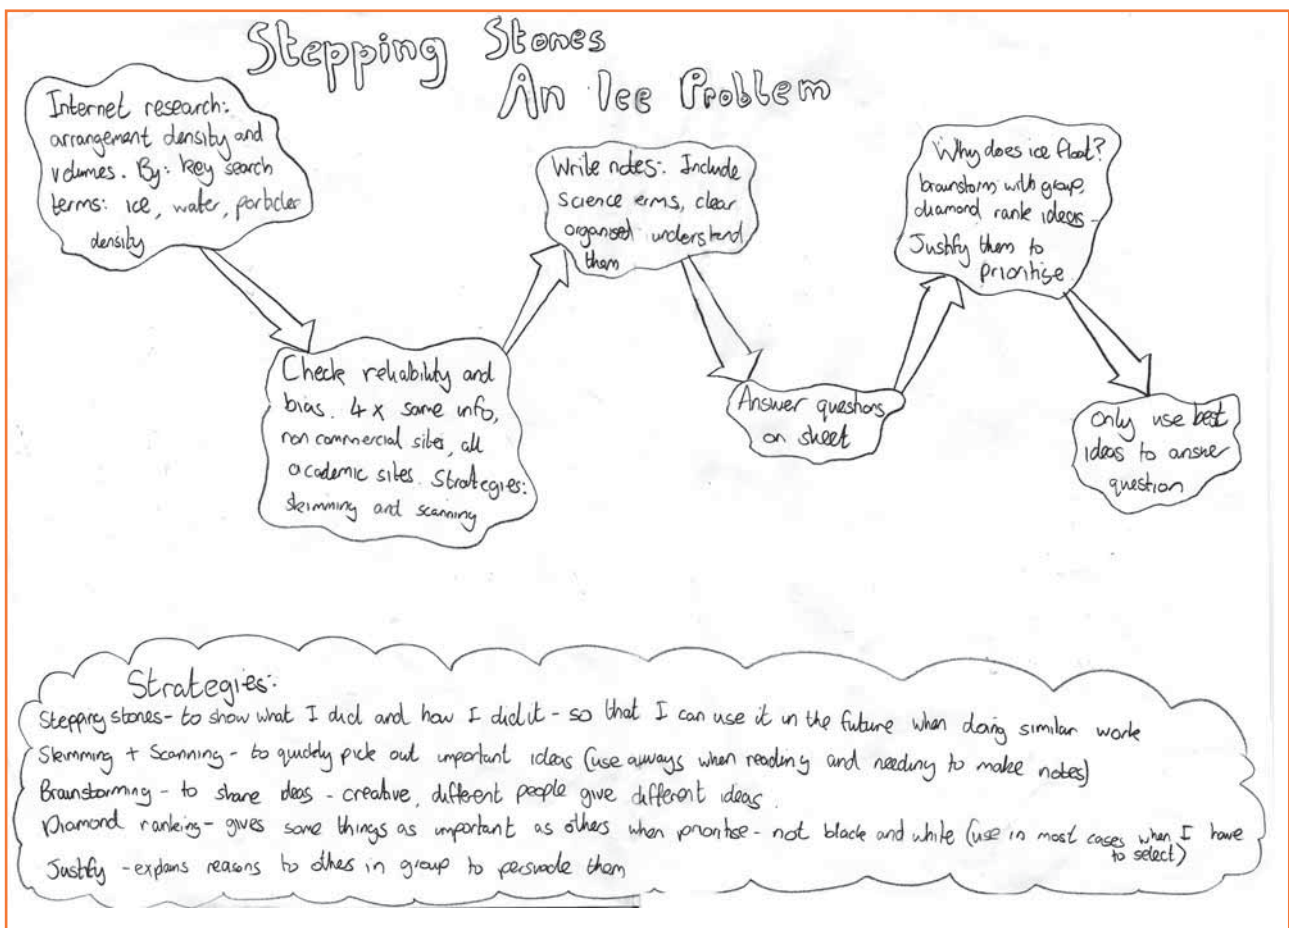 Stepping Stones
An Ice Problem
Internet research:
arrangement density and
volumes. By: key search
terms: ice, water, particles
density
Check reliability and
bias. 4 x same info,
non commercial sites, all
academic sites. Strategies:
skimming and scanning
Write notes: Include
science erms, clear
organised understand
them
Answer questions
on sheet
Why does ice float?
brainstorm with group,
diamond rank ideas -
Justify them to
prioritise
Only use best
ideas to answer
question
Strategies:
Stepping stones - to show what I did and how I did it - so that I can use it in the future when doing similar work
Skimming + Scanning - to quickly pick out important ideas (use always when reading and needing to make notes)
Brainstorming - to share ideas - creative, different people give different ideas.
Diamond ranking - gives some things as important as others when prioritise - not black and white (use in most cases when I have
to select)
Justify - explains reasons to others in group to persuade them